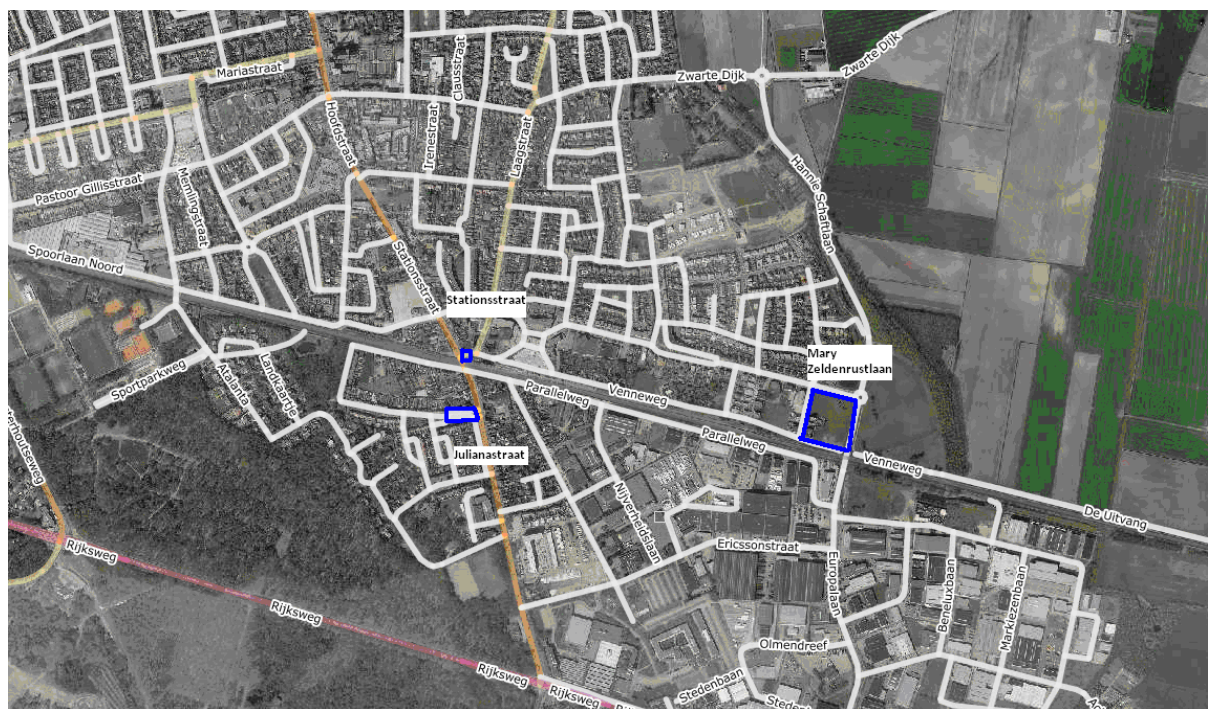 Mariastraat
Hoofdstraat
Clausstraat
Irenestraat
Laagstraat
Zwarte Dijk
Zwarte Dijk
Hannie Schaftlaan
Pastoor Gillisstraat
Memlingstraat
Spoorlaan Noord
Stationsstraat
Stationsstraat
Mary
Zeldenrustlaan
Sportparkweg
Atalanta
Landkaartje
Parallelweg
Venneweg
Parallelweg
Venneweg
De Uitvang
Julianastraat
Nijverheidslaan
Ericssonstraat
Europalaan
Beneluxbaan
Markiezenbaan
Rijksweg
Rijksweg
Rijksweg
Rijksweg
Olmendreef
Stedenbaan